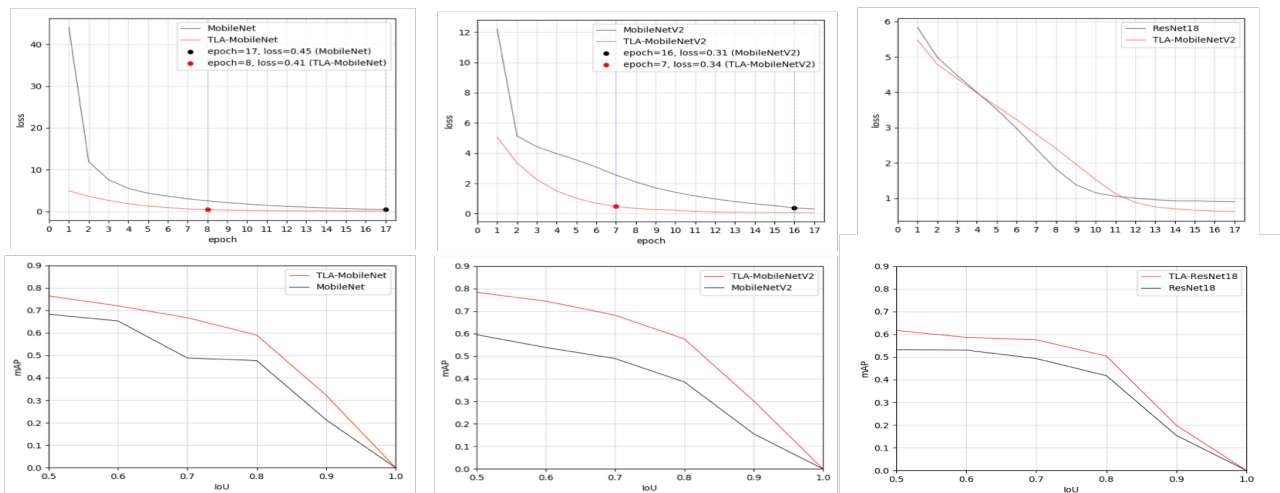 MobileNet
TLA-MobileNet
epoch=17, loss=0.45 (MobileNet)
epoch=8, loss=0.41 (TLA-MobileNet)
40
30
20
10
0
loss
0 1 2 3 4 5 6 7 8 9 10 11 12 13 14 15 16 17
epoch
MobileNetV2
TLA-MobileNetV2
epoch=16, loss=0.31 (MobileNetV2)
epoch=7, loss=0.34 (TLA-MobileNetV2)
12
10
8
6
4
2
0
loss
0 1 2 3 4 5 6 7 8 9 10 11 12 13 14 15 16 17
epoch
ResNet18
TLA-MobileNetV2
6
5
4
3
2
1
loss
0 1 2 3 4 5 6 7 8 9 10 11 12 13 14 15 16 17
TLA-MobileNet
MobileNet
0.9
0.8
0.7
0.6
0.5
0.4
0.3
0.2
0.1
0.0
mAP
0.5 0.6 0.7 0.8 0.9 1.0
IoU
TLA-MobileNetV2
MobileNetV2
0.9
0.8
0.7
0.6
0.5
0.4
0.3
0.2
0.1
0.0
mAP
0.5 0.6 0.7 0.8 0.9 1.0
IoU
TLA-ResNet18
ResNet18
0.9
0.8
0.7
0.6
0.5
0.4
0.3
0.2
0.1
0.0
mAP
0.5 0.6 0.7 0.8 0.9 1.0
IoU